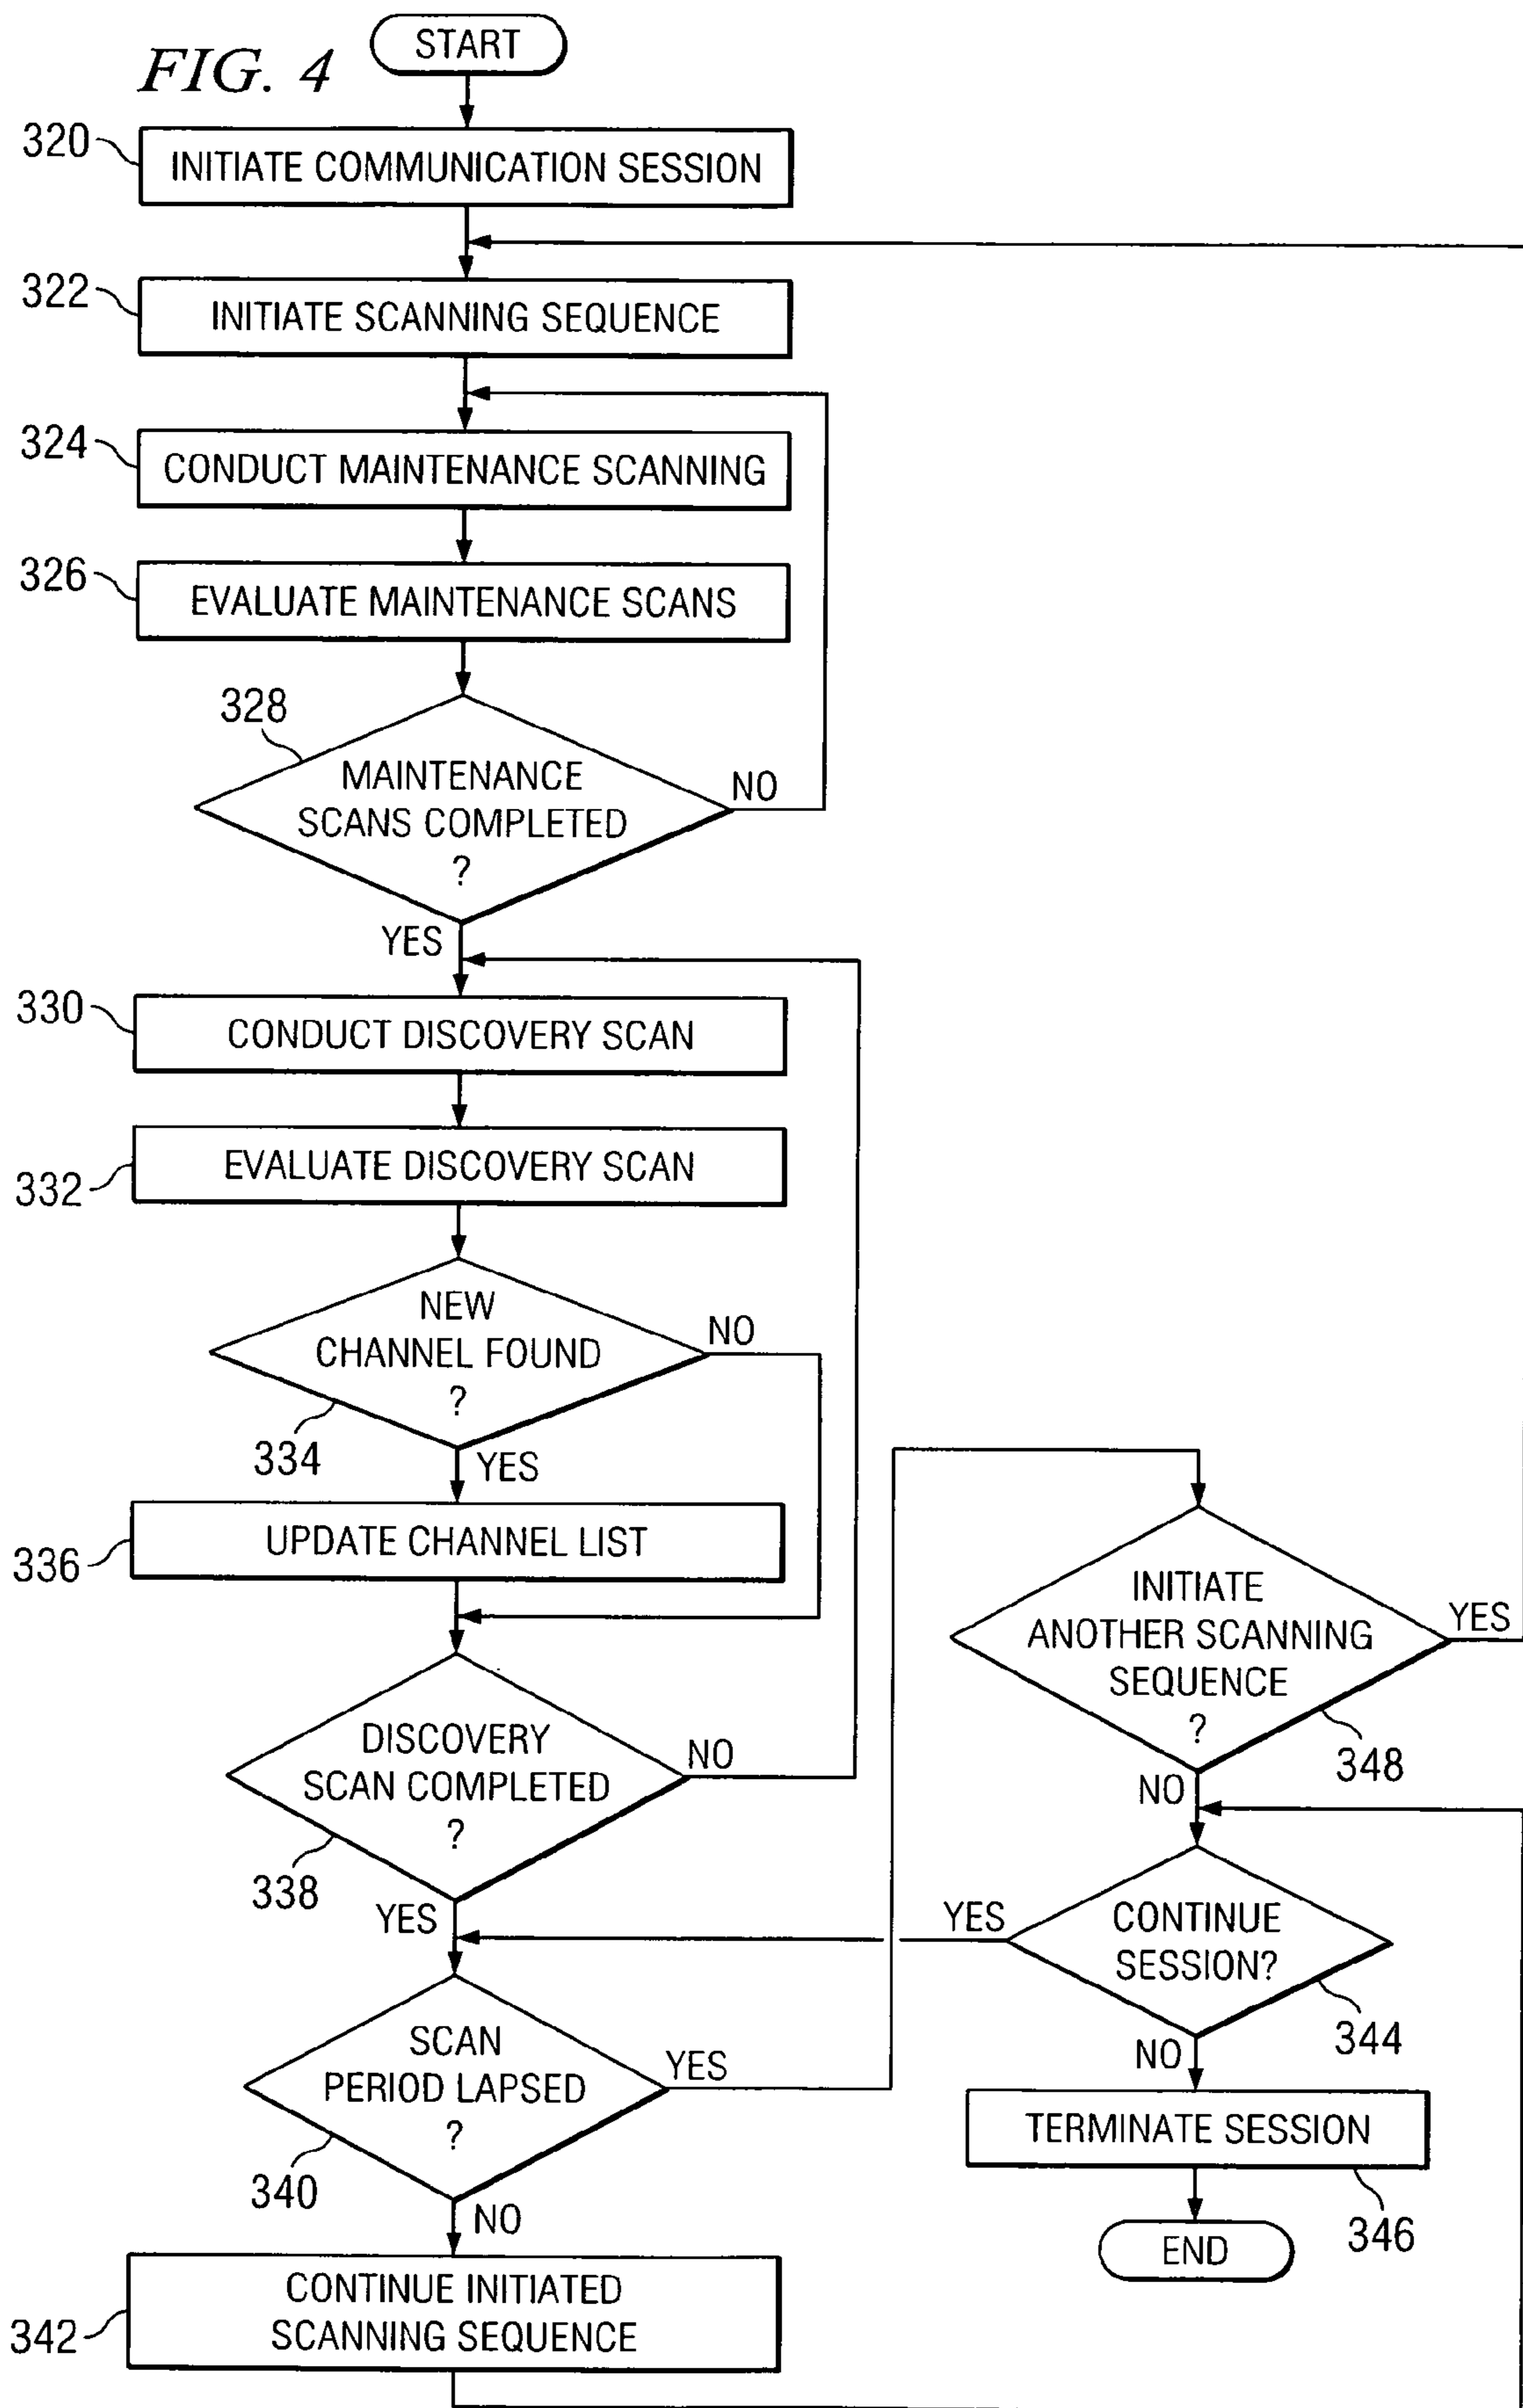 FIG. 4
START
320
INITIATE COMMUNICATION SESSION
322
INITIATE SCANNING SEQUENCE
324
CONDUCT MAINTENANCE SCANNING
326
EVALUATE MAINTENANCE SCANS
328
MAINTENANCE
SCANS COMPLETED
?
NO
YES
330
CONDUCT DISCOVERY SCAN
332
EVALUATE DISCOVERY SCAN
NEW
CHANNEL FOUND
?
NO
334
YES
336
UPDATE CHANNEL LIST
DISCOVERY
SCAN COMPLETED
?
NO
338
YES
SCAN
PERIOD LAPSED
?
YES
340
NO
342
CONTINUE INITIATED
SCANNING SEQUENCE
INITIATE
ANOTHER SCANNING
SEQUENCE
?
YES
348
NO
CONTINUE
SESSION?
YES
344
NO
TERMINATE SESSION
346
END